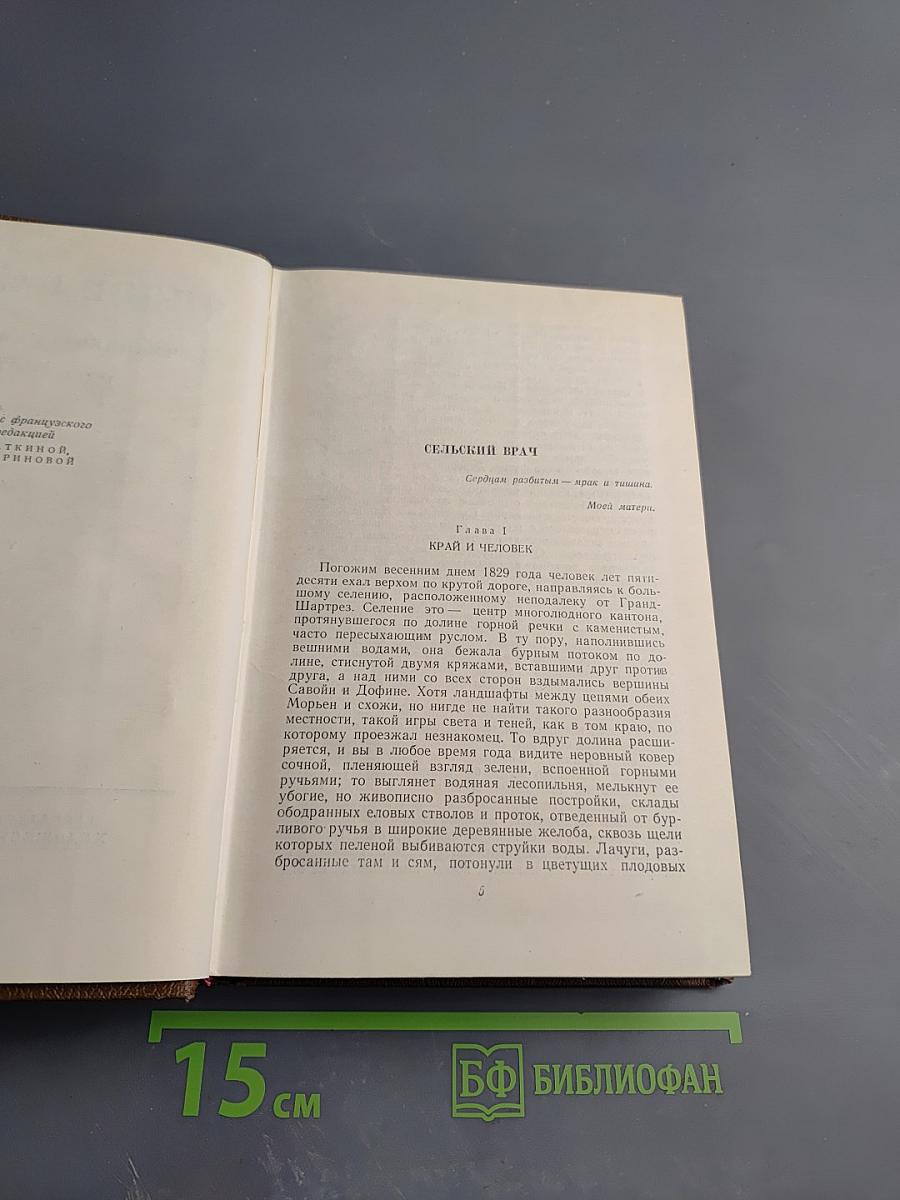 с французского
редакцией
ТКИНОЙ,
РИНОВОЙ
СЕЛЬСКИЙ ВРАЧ
Сердцам разбитым — мрак и тишина.
Моей матери.
Глава I
КРАЙ И ЧЕЛОВЕК
Погожим весенним днем 1829 года человек лет пяти-
десяти ехал верхом по крутой дороге, направляясь к боль-
шому селению, расположенному неподалеку от Гранд-
Шартрез. Селение это — центр многолюдного кантона,
протянувшегося по долине горной речки с каменистым,
часто пересыхающим руслом. В ту пору, наполнившись
вешними водами, она бежала бурным потоком по до-
лине, стиснутой двумя кряжами, вставшими друг против
друга, а над ними со всех сторон вздымались вершины
Савойи и Дофине. Хотя ландшафты между цепями обеих
Морьен и схожи, но нигде не найти такого разнообразия
местности, такой игры света и теней, как в том краю, по
которому проезжал незнакомец. То вдруг долина расши-
ряется, и вы в любое время года видите неровный ковер
сочной, пленяющей взгляд зелени, вспоенной горными
ручьями; то выглянет водяная лесопильня, мелькнут ее
убогие, но живописно разбросанные постройки, склады
ободранных еловых стволов и проток, отведенный от бур-
ливого ручья в широкие деревянные желоба, сквозь щели
которых пеленой выбиваются струйки воды. Лачуги, раз-
бросанные там и сям, потонули в цветущих плодовых
5
15 см
БФ БИБЛИОФАН